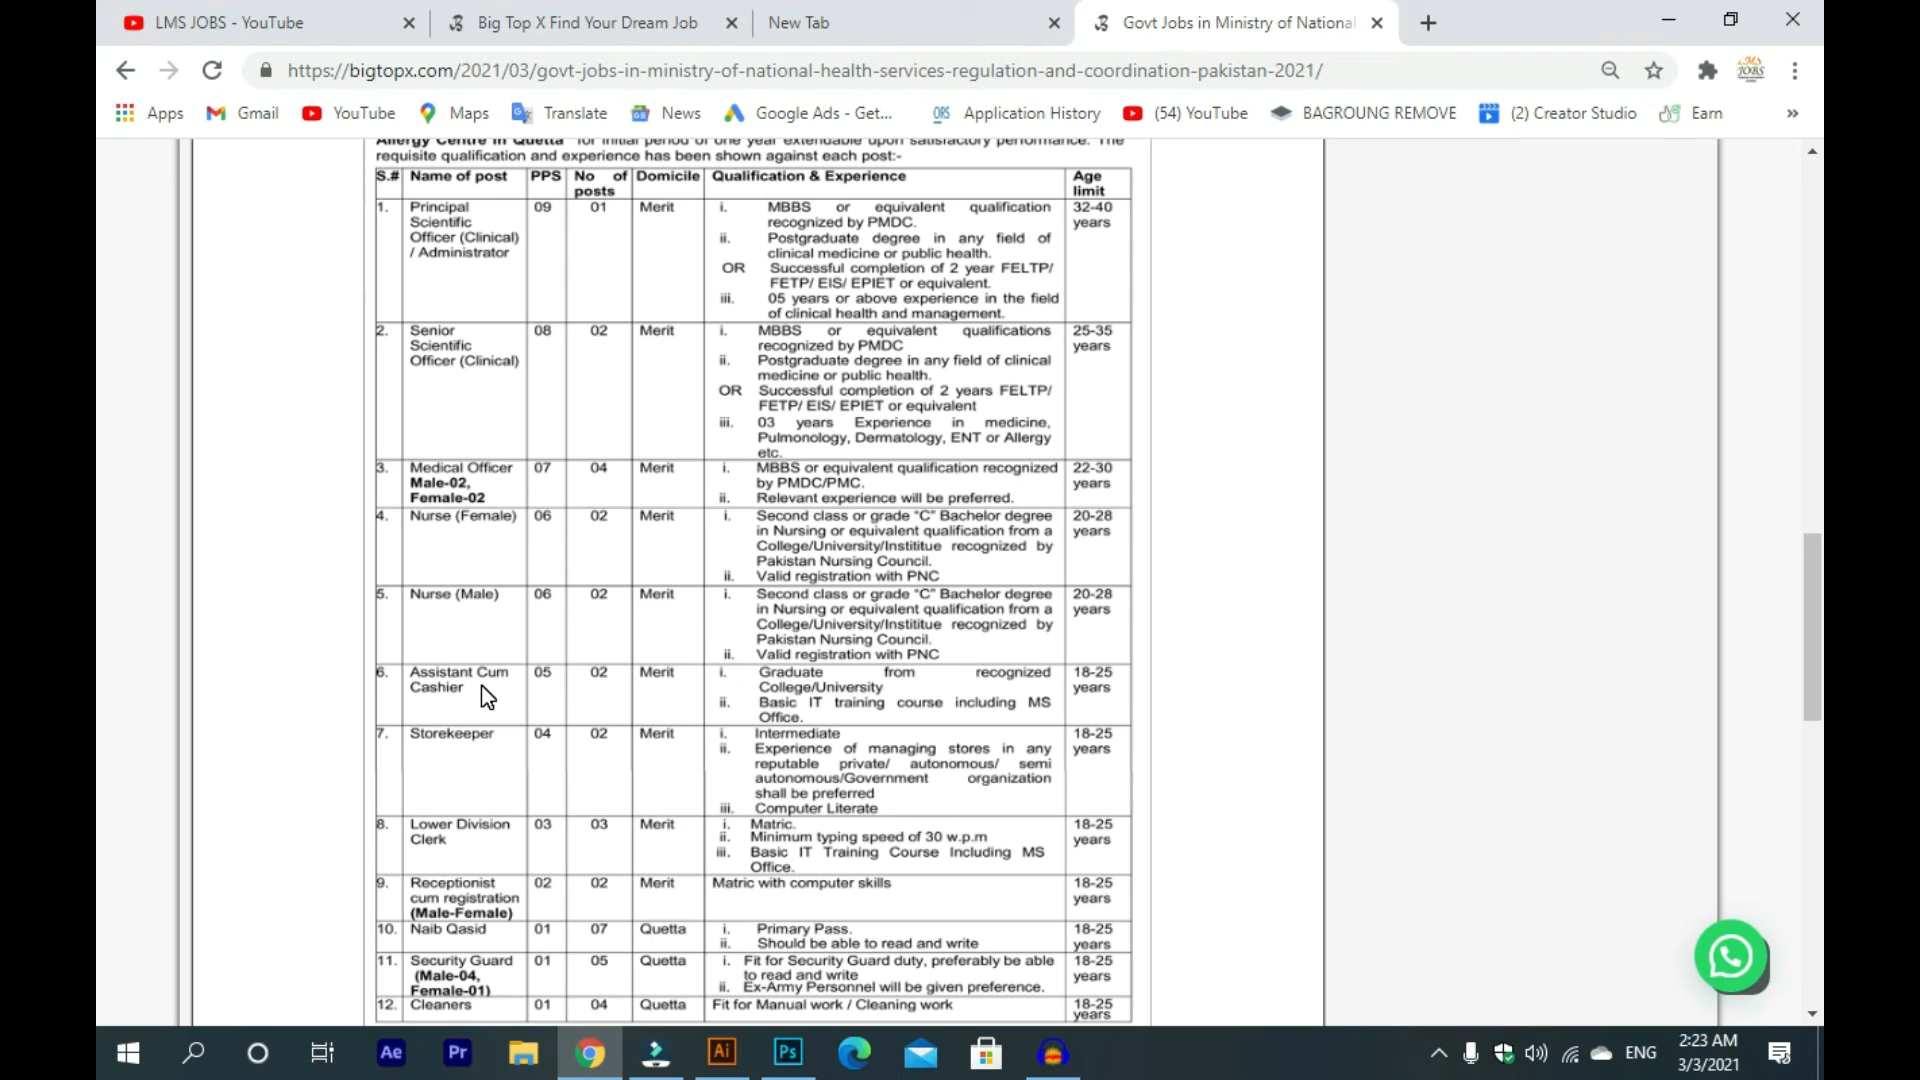 LMS JOBS - YouTube
Big Top X Find Your Dream Job
New Tab
Govt Jobs in Ministry of National
https://bigtopx.com/2021/03/govt-jobs-in-ministry-of-national-health-services-regulation-and-coordination-pakistan-2021/
Apps Gmail YouTube Maps Translate News Google Ads - Get... Application History (54) YouTube BAGROUNG REMOVE (2) Creator Studio Earn »
Allergy Centre in Quetta" for initial period of one year extendable upon satisfactory performance. The
requisite qualification and experience has been shown against each post:-
S.# Name of post PPS No of posts Domicile Qualification & Experience Age limit
1. Principal Scientific Officer (Clinical) / Administrator 09 01 Merit
i. MBBS or equivalent qualification
recognized by PMDC.
ii. Postgraduate degree in any field of
clinical medicine or public health.
OR Successful completion of 2 year FELTP/
FETP/ EIS/ EPIET or equivalent.
iii. 05 years or above experience in the field
of clinical health and management.
32-40 years
2. Senior Scientific Officer (Clinical) 08 02 Merit
i. MBBS or equivalent qualifications
recognized by PMDC
ii. Postgraduate degree in any field of clinical
medicine or public health.
OR Successful completion of 2 years FELTP/
FETP/ EIS/ EPIET or equivalent
iii. 03 years Experience in medicine,
Pulmonology, Dermatology, ENT or Allergy
etc.
25-35 years
3. Medical Officer Male-02, Female-02 07 04 Merit
i. MBBS or equivalent qualification recognized
by PMDC/PMC.
ii. Relevant experience will be preferred.
22-30 years
4. Nurse (Female) 06 02 Merit
i. Second class or grade "C" Bachelor degree
in Nursing or equivalent qualification from a
College/University/Instititue recognized by
Pakistan Nursing Council.
ii. Valid registration with PNC
20-28 years
5. Nurse (Male) 06 02 Merit
i. Second class or grade "C" Bachelor degree
in Nursing or equivalent qualification from a
College/University/Instititue recognized by
Pakistan Nursing Council.
ii. Valid registration with PNC
20-28 years
6. Assistant Cum Cashier 05 02 Merit
i. Graduate from recognized
College/University
ii. Basic IT training course including MS
Office.
18-25 years
7. Storekeeper 04 02 Merit
i. Intermediate
ii. Experience of managing stores in any
reputable private/ autonomous/ semi
autonomous/Government organization
shall be preferred
iii. Computer Literate
18-25 years
8. Lower Division Clerk 03 03 Merit
i. Matric.
ii. Minimum typing speed of 30 w.p.m
iii. Basic IT Training Course Including MS
Office.
18-25 years
9. Receptionist cum registration (Male-Female) 02 02 Merit
Matric with computer skills
18-25 years
10. Naib Qasid 01 07 Quetta
i. Primary Pass.
ii. Should be able to read and write
18-25 years
11. Security Guard (Male-04, Female-01) 01 05 Quetta
i. Fit for Security Guard duty, preferably be able
to read and write
ii. Ex-Army Personnel will be given preference.
18-25 years
12. Cleaners 01 04 Quetta
Fit for Manual work / Cleaning work
18-25 years
Ae Pr Ai Ps
ENG
2:23 AM
3/3/2021